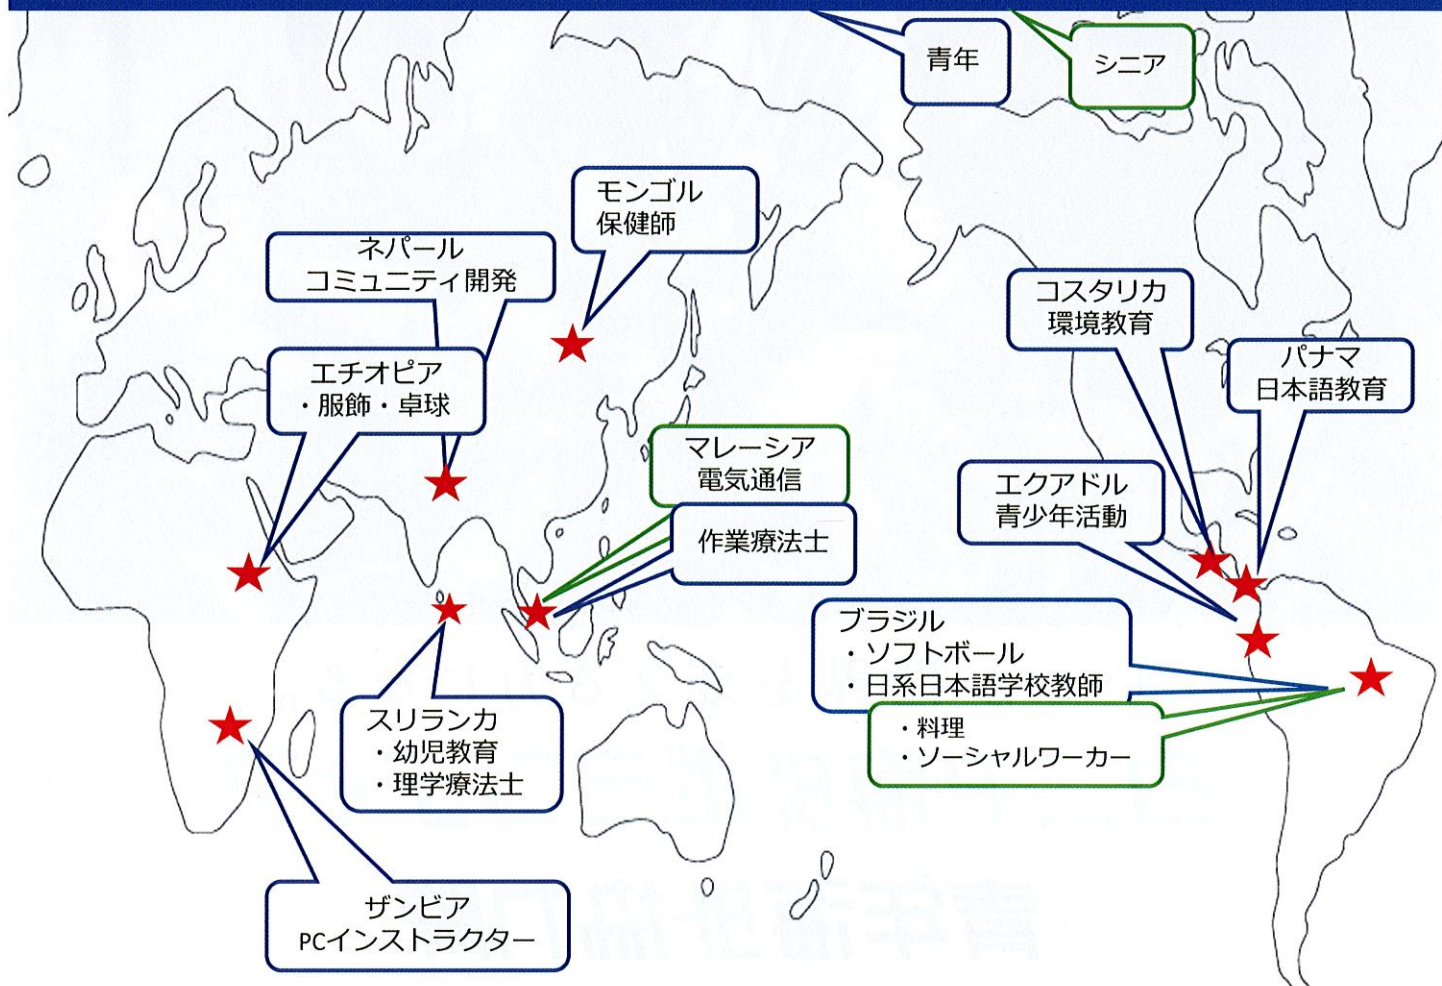 青年
シニア
モンゴル
保健師
ネパール
コミュニティ開発
コスタリカ
環境教育
パナマ
日本語教育
エチオピア
・服飾・卓球
マレーシア
電気通信
作業療法士
エクアドル
青少年活動
ブラジル
・ソフトボール
・日系日本語学校教師
・料理
・ソーシャルワーカー
スリランカ
・幼児教育
・理学療法士
ザンビア
PCインストラクター